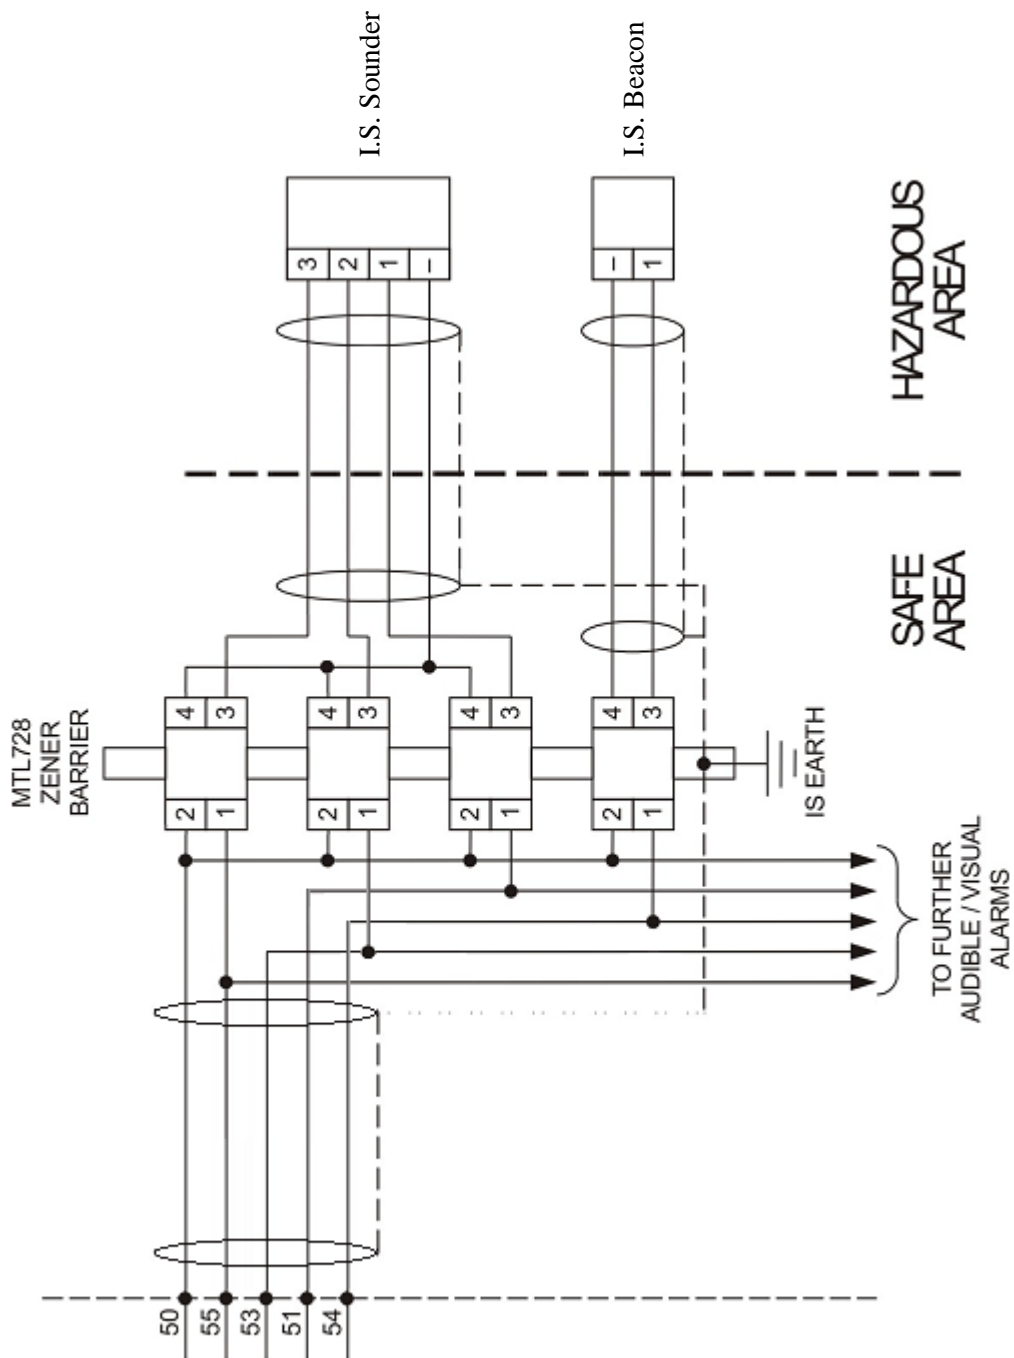 MTL728
ZENER
BARRIER
50
55
53
51
54
2
1
4
3
2
1
4
3
2
1
4
3
2
1
4
3
3
2
1
-
I.S. Sounder
-
1
I.S. Beacon
IS EARTH
TO FURTHER
AUDIBLE / VISUAL
ALARMS
SAFE
AREA
HAZARDOUS
AREA